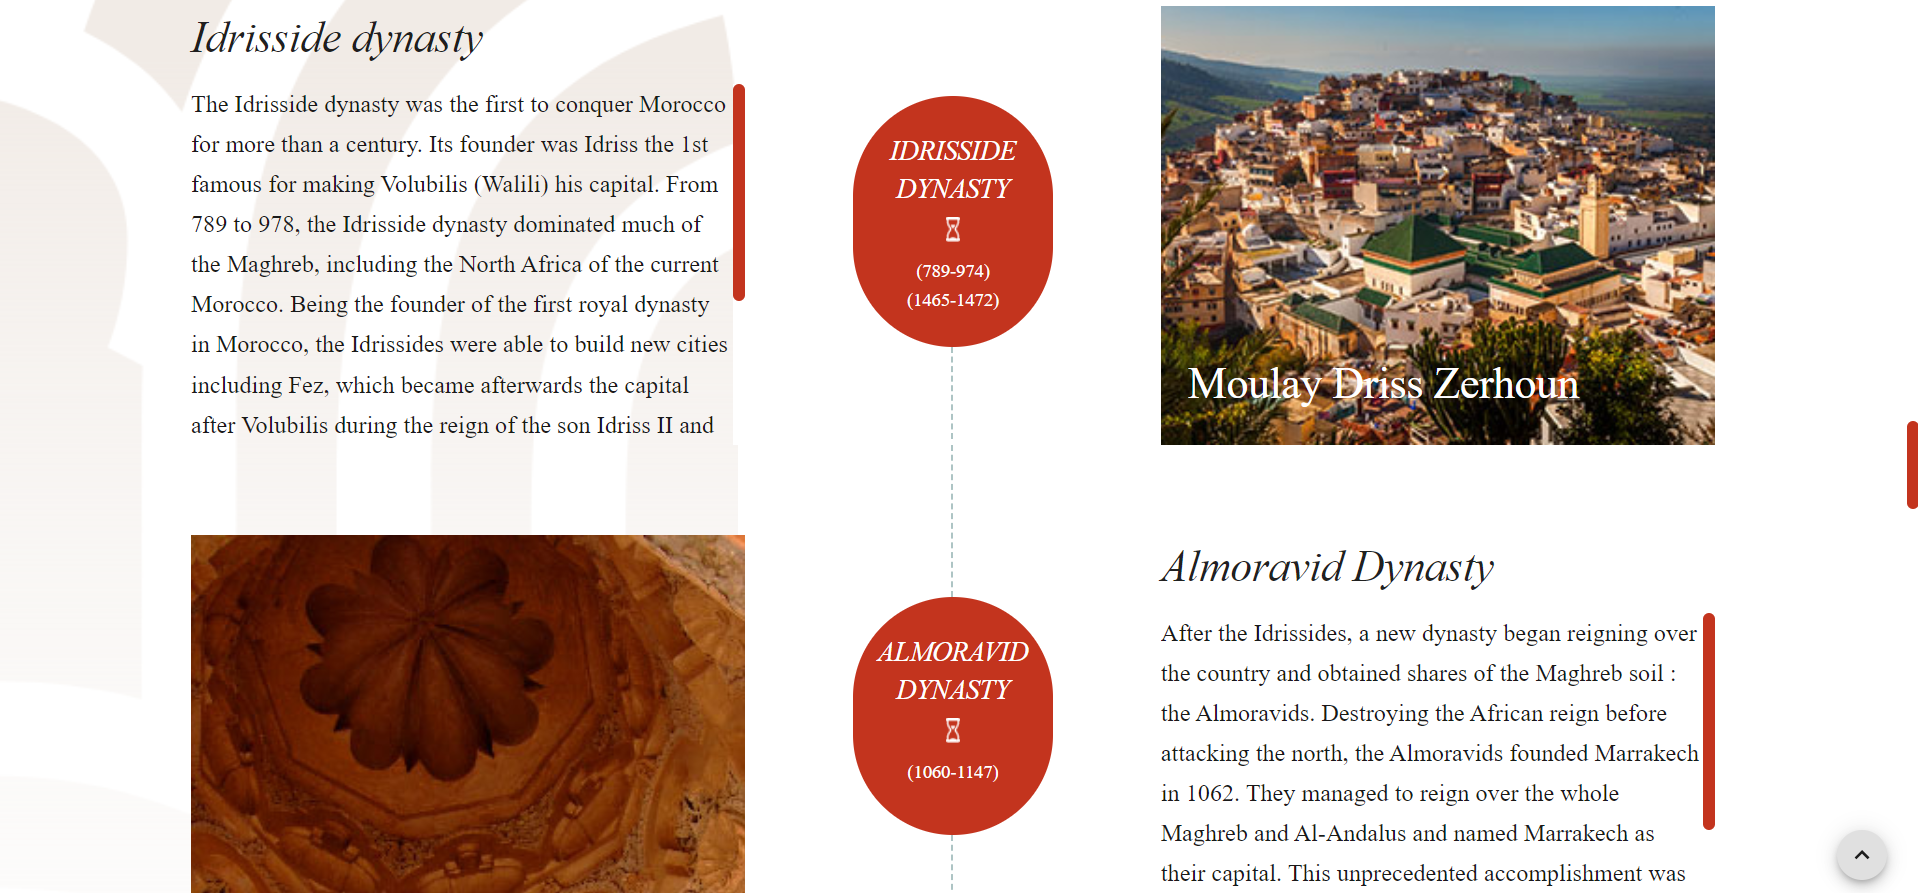 Idrisside dynasty
The Idrisside dynasty was the first to conquer Morocco
for more than a century. Its founder was Idriss the 1st
famous for making Volubilis (Walili) his capital. From
789 to 978, the Idrisside dynasty dominated much of
the Maghreb, including the North Africa of the current
Morocco. Being the founder of the first royal dynasty
in Morocco, the Idrissides were able to build new cities
including Fez, which became afterwards the capital
after Volubilis during the reign of the son Idriss II and
IDRISSIDE
DYNASTY
(789-974)
(1465-1472)
Moulay Driss Zerhoun
ALMORAVID
DYNASTY
(1060-1147)
Almoravid Dynasty
After the Idrissides, a new dynasty began reigning over
the country and obtained shares of the Maghreb soil :
the Almoravids. Destroying the African reign before
attacking the north, the Almoravids founded Marrakech
in 1062. They managed to reign over the whole
Maghreb and Al-Andalus and named Marrakech as
their capital. This unprecedented accomplishment was